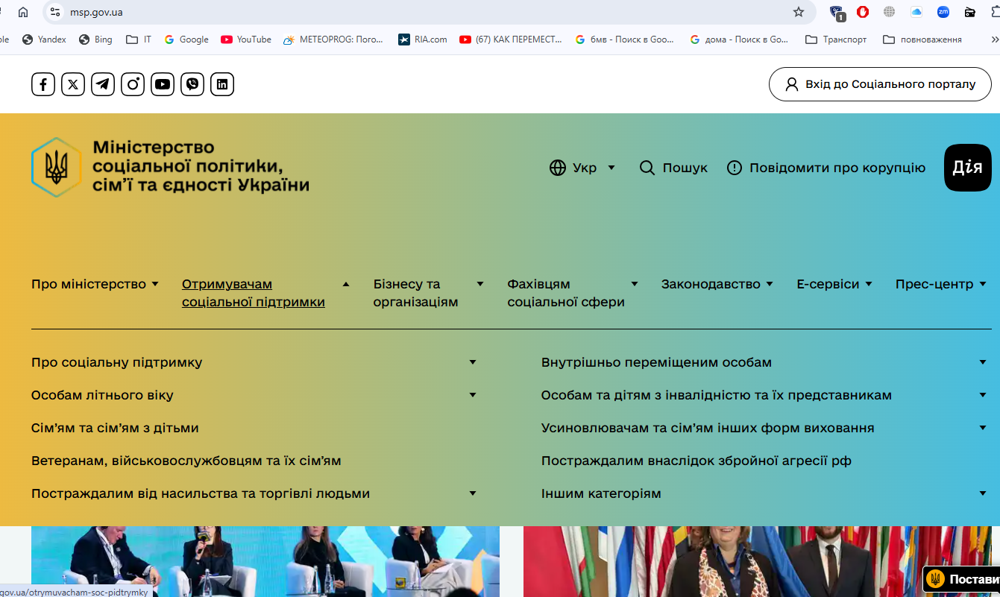 msp.gov.ua
1
zm
Yandex
Bing
IT
Google
YouTube
METEOPROG: Пого...
RIA.com
(67) КАК ПЕРЕМЕСТ...
бмв - Поиск в Goo...
дома - Поиск в Go...
Транспорт
повноваження
Вхід до Соціального порталу
Міністерство
соціальної політики,
сім’ї та єдності України
Укр
Пошук
Повідомити про корупцію
Дія
Про міністерство
Отримувачам
соціальної підтримки
Бізнесу та
організаціям
Фахівцям
соціальної сфери
Законодавство
Е-сервіси
Прес-центр
Про соціальну підтримку
Внутрішньо переміщеним особам
Особам літнього віку
Особам та дітям з інвалідністю та їх представникам
Сім’ям та сім’ям з дітьми
Усиновлювачам та сім’ям інших форм виховання
Ветеранам, військовослужбовцям та їх сім’ям
Постраждалим внаслідок збройної агресії рф
Постраждалим від насильства та торгівлі людьми
Іншим категоріям
gov.ua/otrymuvacham-soc-pidtrymky
Постави